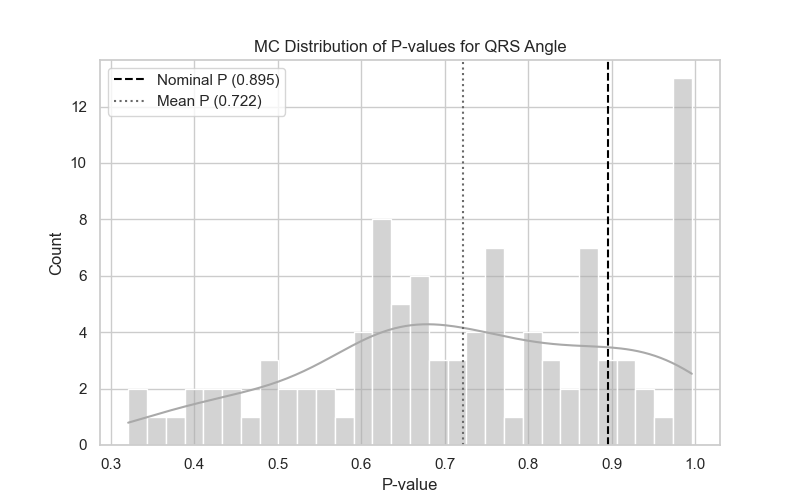 MC Distribution of P-values for QRS Angle
Nominal P (0.895)
Mean P (0.722)
Count
12
10
8
6
4
2
0
0.3 0.4 0.5 0.6 0.7 0.8 0.9 1.0
P-value